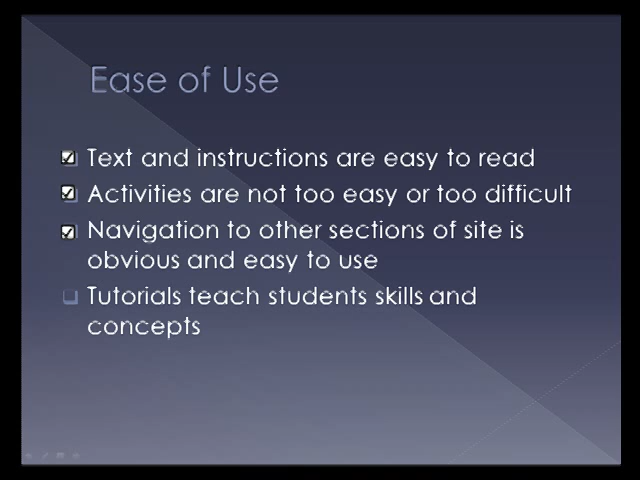 Ease of Use
Text and instructions are easy to read
Activities are not too easy or too difficult
Navigation to other sections of site is
obvious and easy to use
Tutorials teach students skills and
concepts